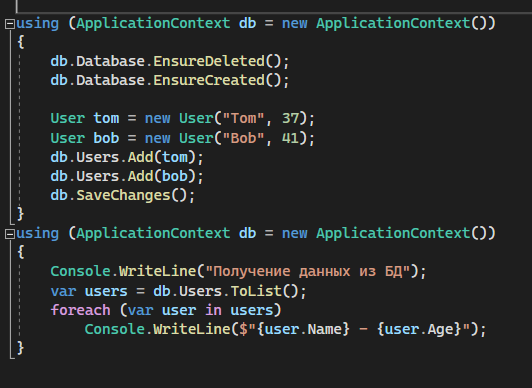 using (ApplicationContext db = new ApplicationContext())
{
    db.Database.EnsureDeleted();
    db.Database.EnsureCreated();

    User tom = new User("Tom", 37);
    User bob = new User("Bob", 41);
    db.Users.Add(tom);
    db.Users.Add(bob);
    db.SaveChanges();
}
using (ApplicationContext db = new ApplicationContext())
{
    Console.WriteLine("Получение данных из БД");
    var users = db.Users.ToList();
    foreach (var user in users)
        Console.WriteLine($"{user.Name} - {user.Age}");
}